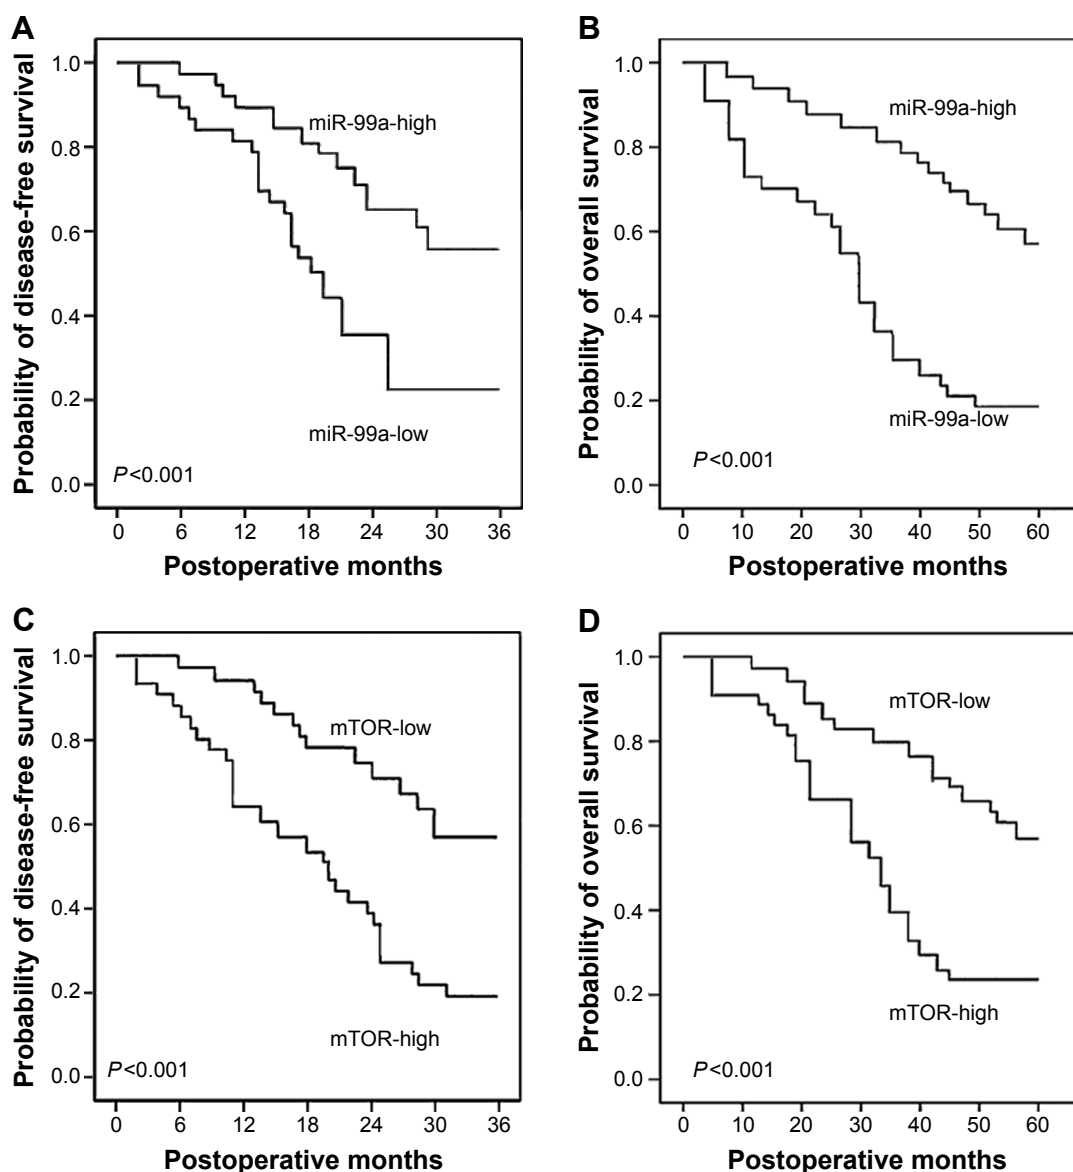 A
Probability of disease-free survival
1.0
0.8
0.6
0.4
0.2
0.0
miR-99a-high
miR-99a-low
P<0.001
0 6 12 18 24 30 36
Postoperative months
B
Probability of overall survival
1.0
0.8
0.6
0.4
0.2
0.0
miR-99a-high
miR-99a-low
P<0.001
0 10 20 30 40 50 60
Postoperative months
C
Probability of disease-free survival
1.0
0.8
0.6
0.4
0.2
0.0
mTOR-low
mTOR-high
P<0.001
0 6 12 18 24 30 36
Postoperative months
D
Probability of overall survival
1.0
0.8
0.6
0.4
0.2
0.0
mTOR-low
mTOR-high
P<0.001
0 10 20 30 40 50 60
Postoperative months